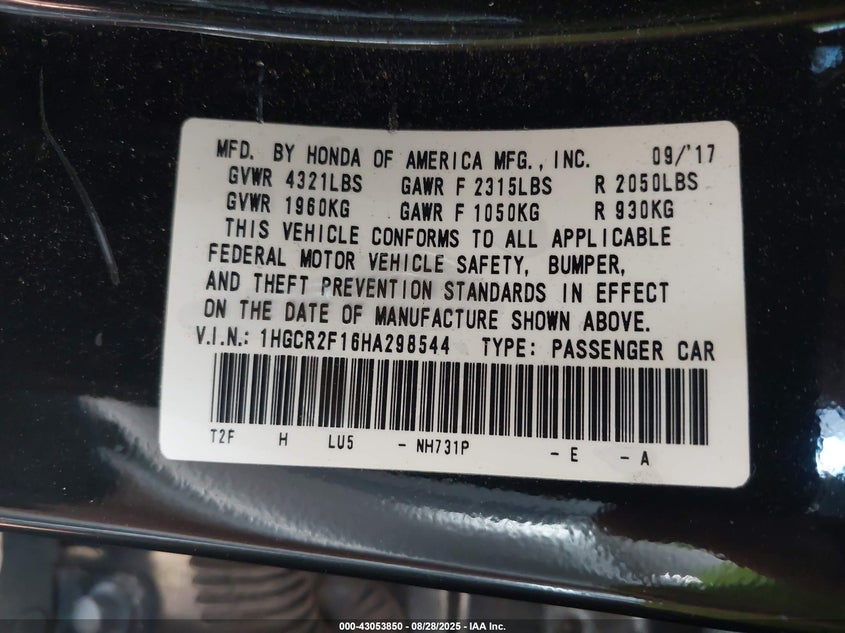 MFD. BY HONDA OF AMERICA MFG., INC. 09/'17
GVWR 4321LBS GAWR F 2315LBS R 2050LBS
GVWR 1960KG GAWR F 1050KG R 930KG
THIS VEHICLE CONFORMS TO ALL APPLICABLE
FEDERAL MOTOR VEHICLE SAFETY, BUMPER,
AND THEFT PREVENTION STANDARDS IN EFFECT
ON THE DATE OF MANUFACTURE SHOWN ABOVE.
V.I.N.: 1HGCR2F16HA298544 TYPE: PASSENGER CAR
T2F H LU5 - NH731P - E - A
000-43053850 - 08/28/2025 - IAA Inc.